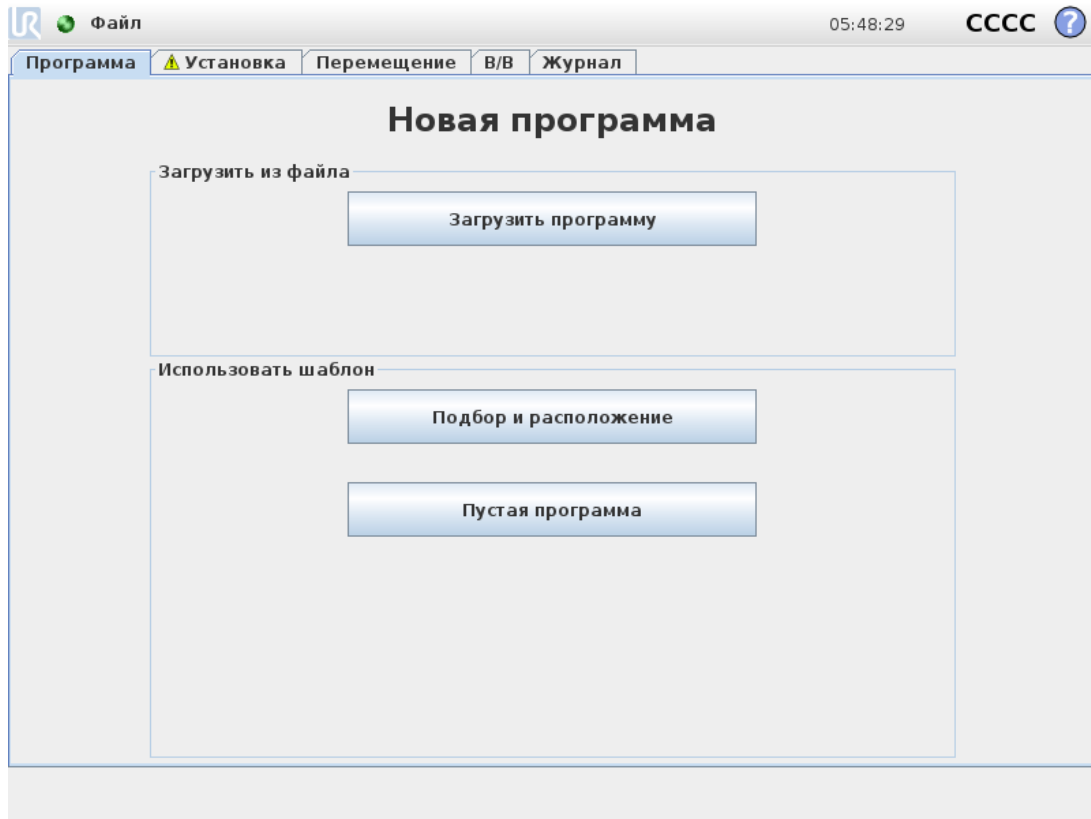 UR Файл 05:48:29 CCCC ?
Программа Установка Перемещение В/В Журнал
Новая программа
Загрузить из файла
Загрузить программу
Использовать шаблон
Подбор и расположение
Пустая программа